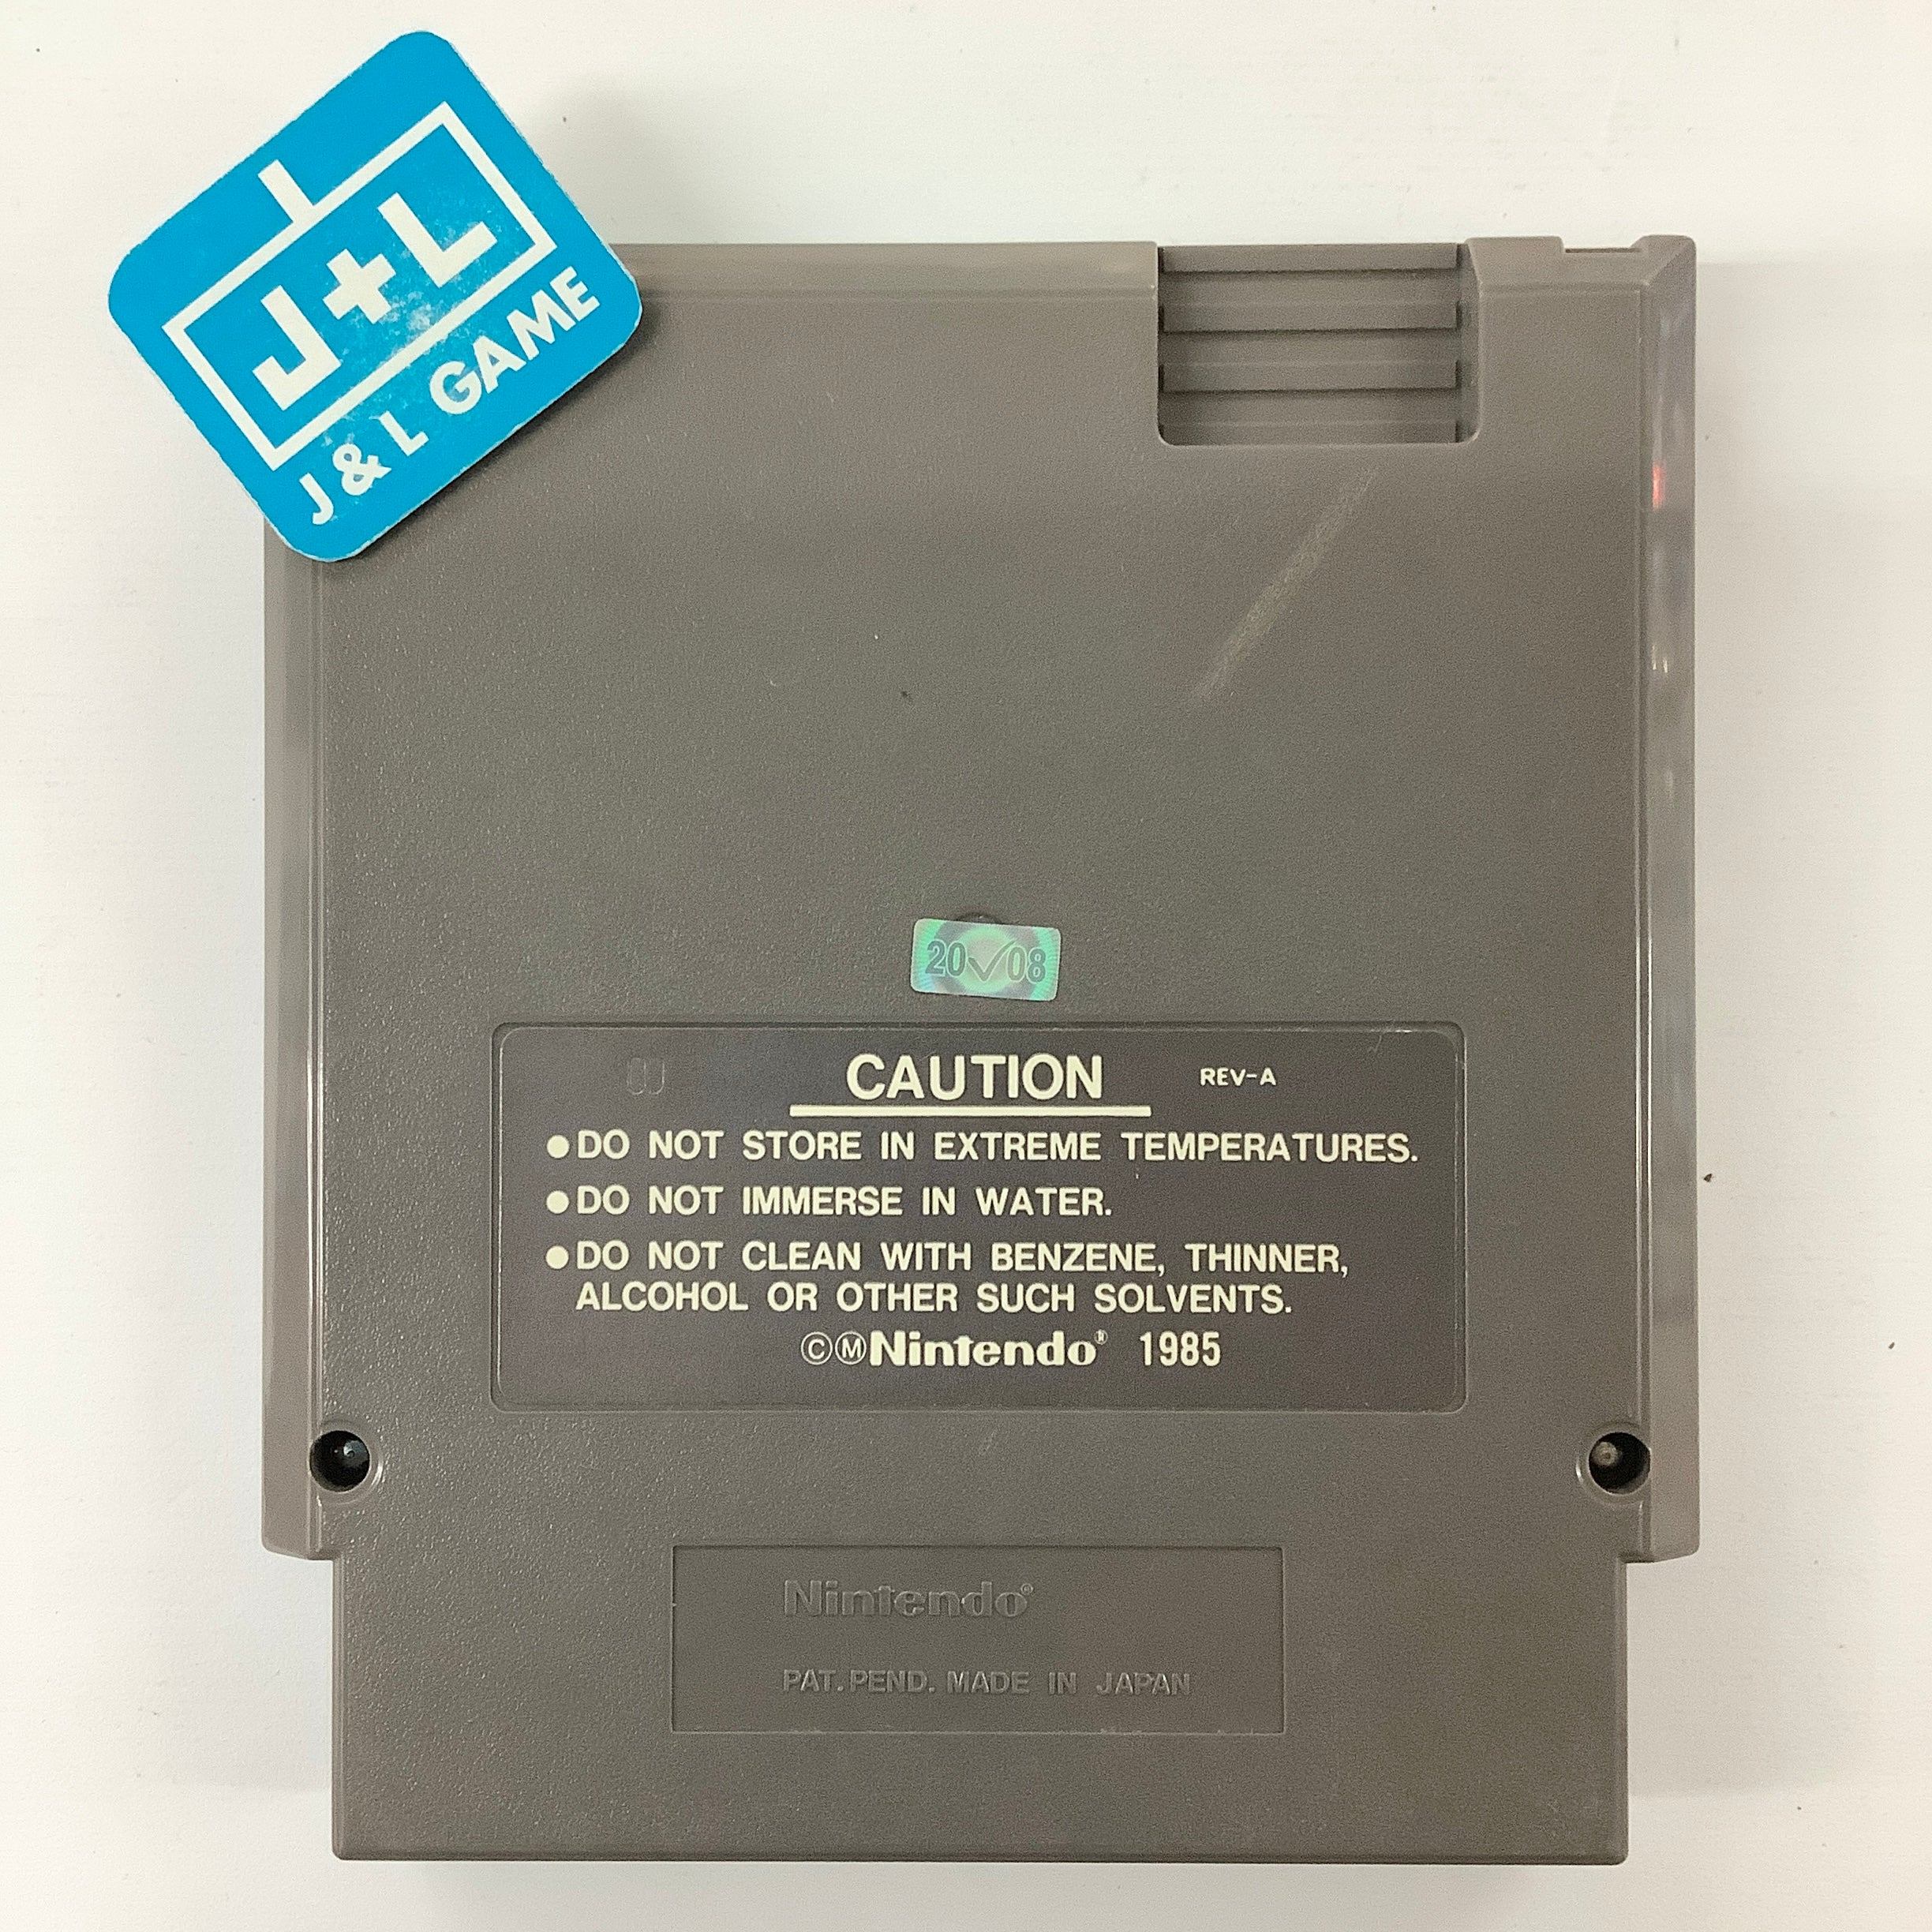 J+L
J & L GAME
20✓08
CAUTION REV-A
●DO NOT STORE IN EXTREME TEMPERATURES.
●DO NOT IMMERSE IN WATER.
●DO NOT CLEAN WITH BENZENE, THINNER,
ALCOHOL OR OTHER SUCH SOLVENTS.
©ⓂNintendo® 1985
Nintendo®
PAT.PEND. MADE IN JAPAN